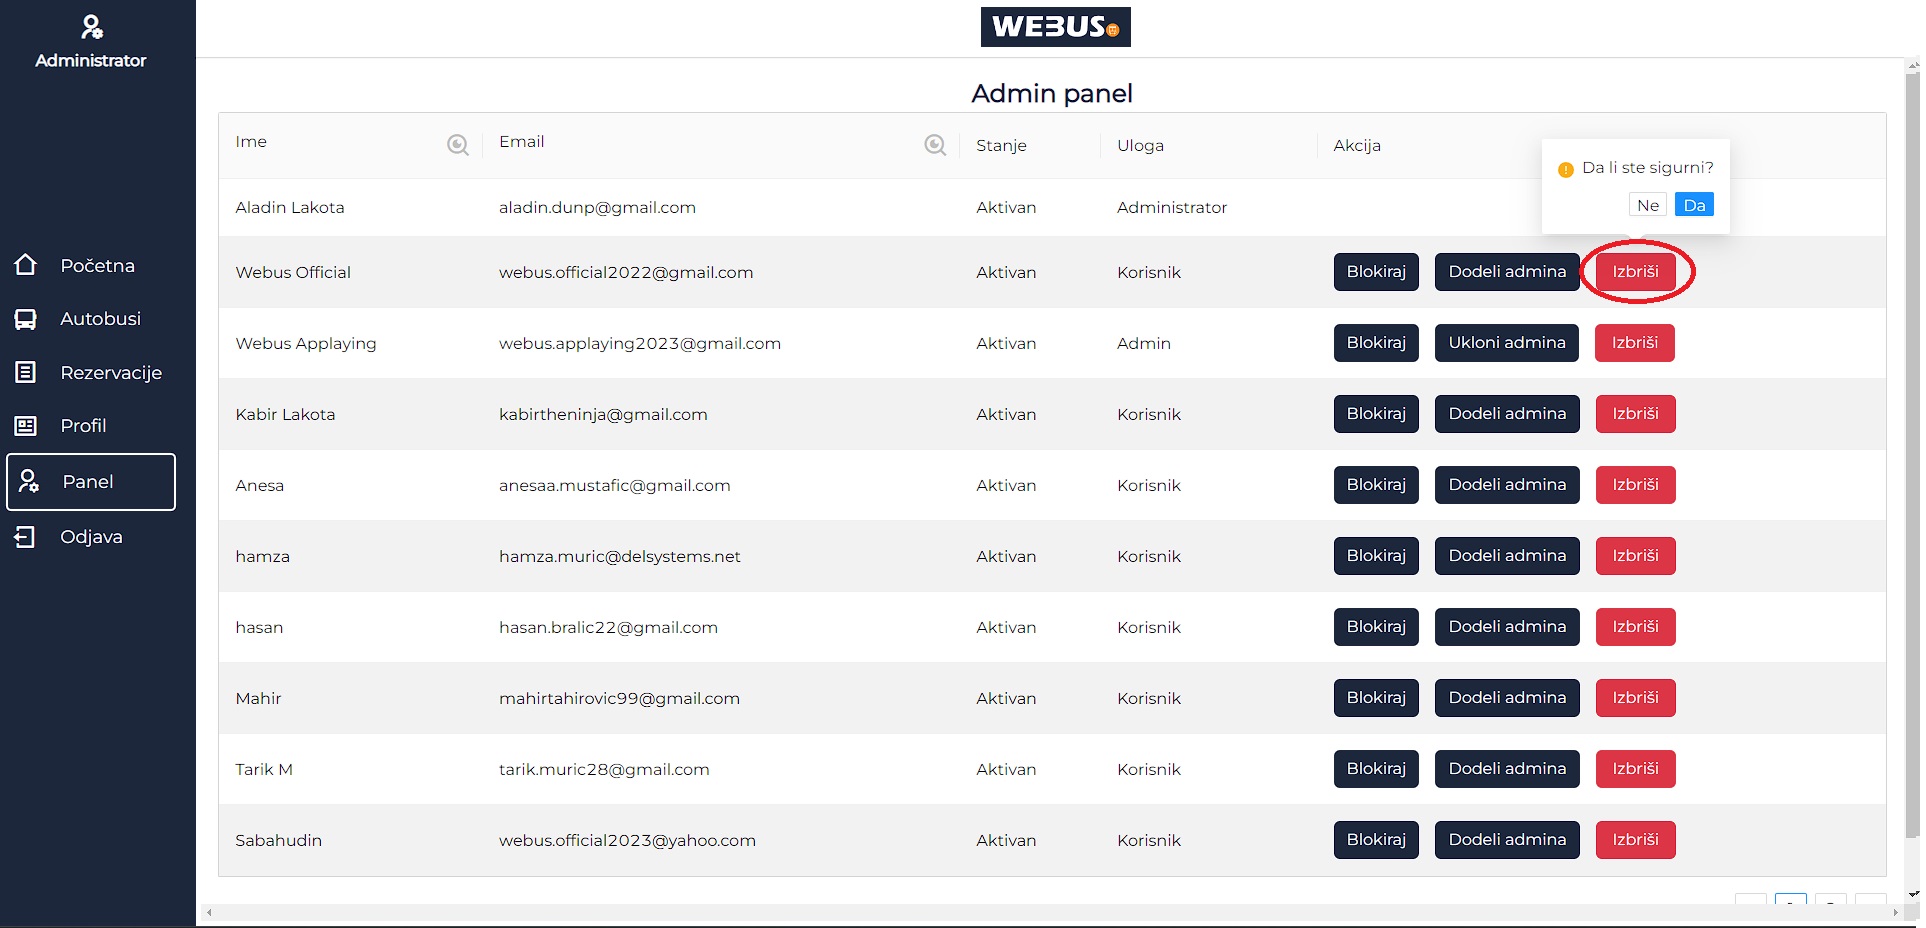 Administrator
Početna
Autobusi
Rezervacije
Profil
Panel
Odjava
WEBUS
Admin panel
Ime Email Stanje Uloga Akcija
Da li ste sigurni?
Ne Da
Aladin Lakota aladin.dunp@gmail.com Aktivan Administrator
Webus Official webus.official2022@gmail.com Aktivan Korisnik Blokiraj Dodeli admina Izbriši
Webus Applaying webus.applaying2023@gmail.com Aktivan Admin Blokiraj Ukloni admina Izbriši
Kabir Lakota kabirtheninja@gmail.com Aktivan Korisnik Blokiraj Dodeli admina Izbriši
Anesa anesaa.mustafic@gmail.com Aktivan Korisnik Blokiraj Dodeli admina Izbriši
hamza hamza.muric@delsystems.net Aktivan Korisnik Blokiraj Dodeli admina Izbriši
hasan hasan.bralic22@gmail.com Aktivan Korisnik Blokiraj Dodeli admina Izbriši
Mahir mahirtahirovic99@gmail.com Aktivan Korisnik Blokiraj Dodeli admina Izbriši
Tarik M tarik.muric28@gmail.com Aktivan Korisnik Blokiraj Dodeli admina Izbriši
Sabahudin webus.official2023@yahoo.com Aktivan Korisnik Blokiraj Dodeli admina Izbriši